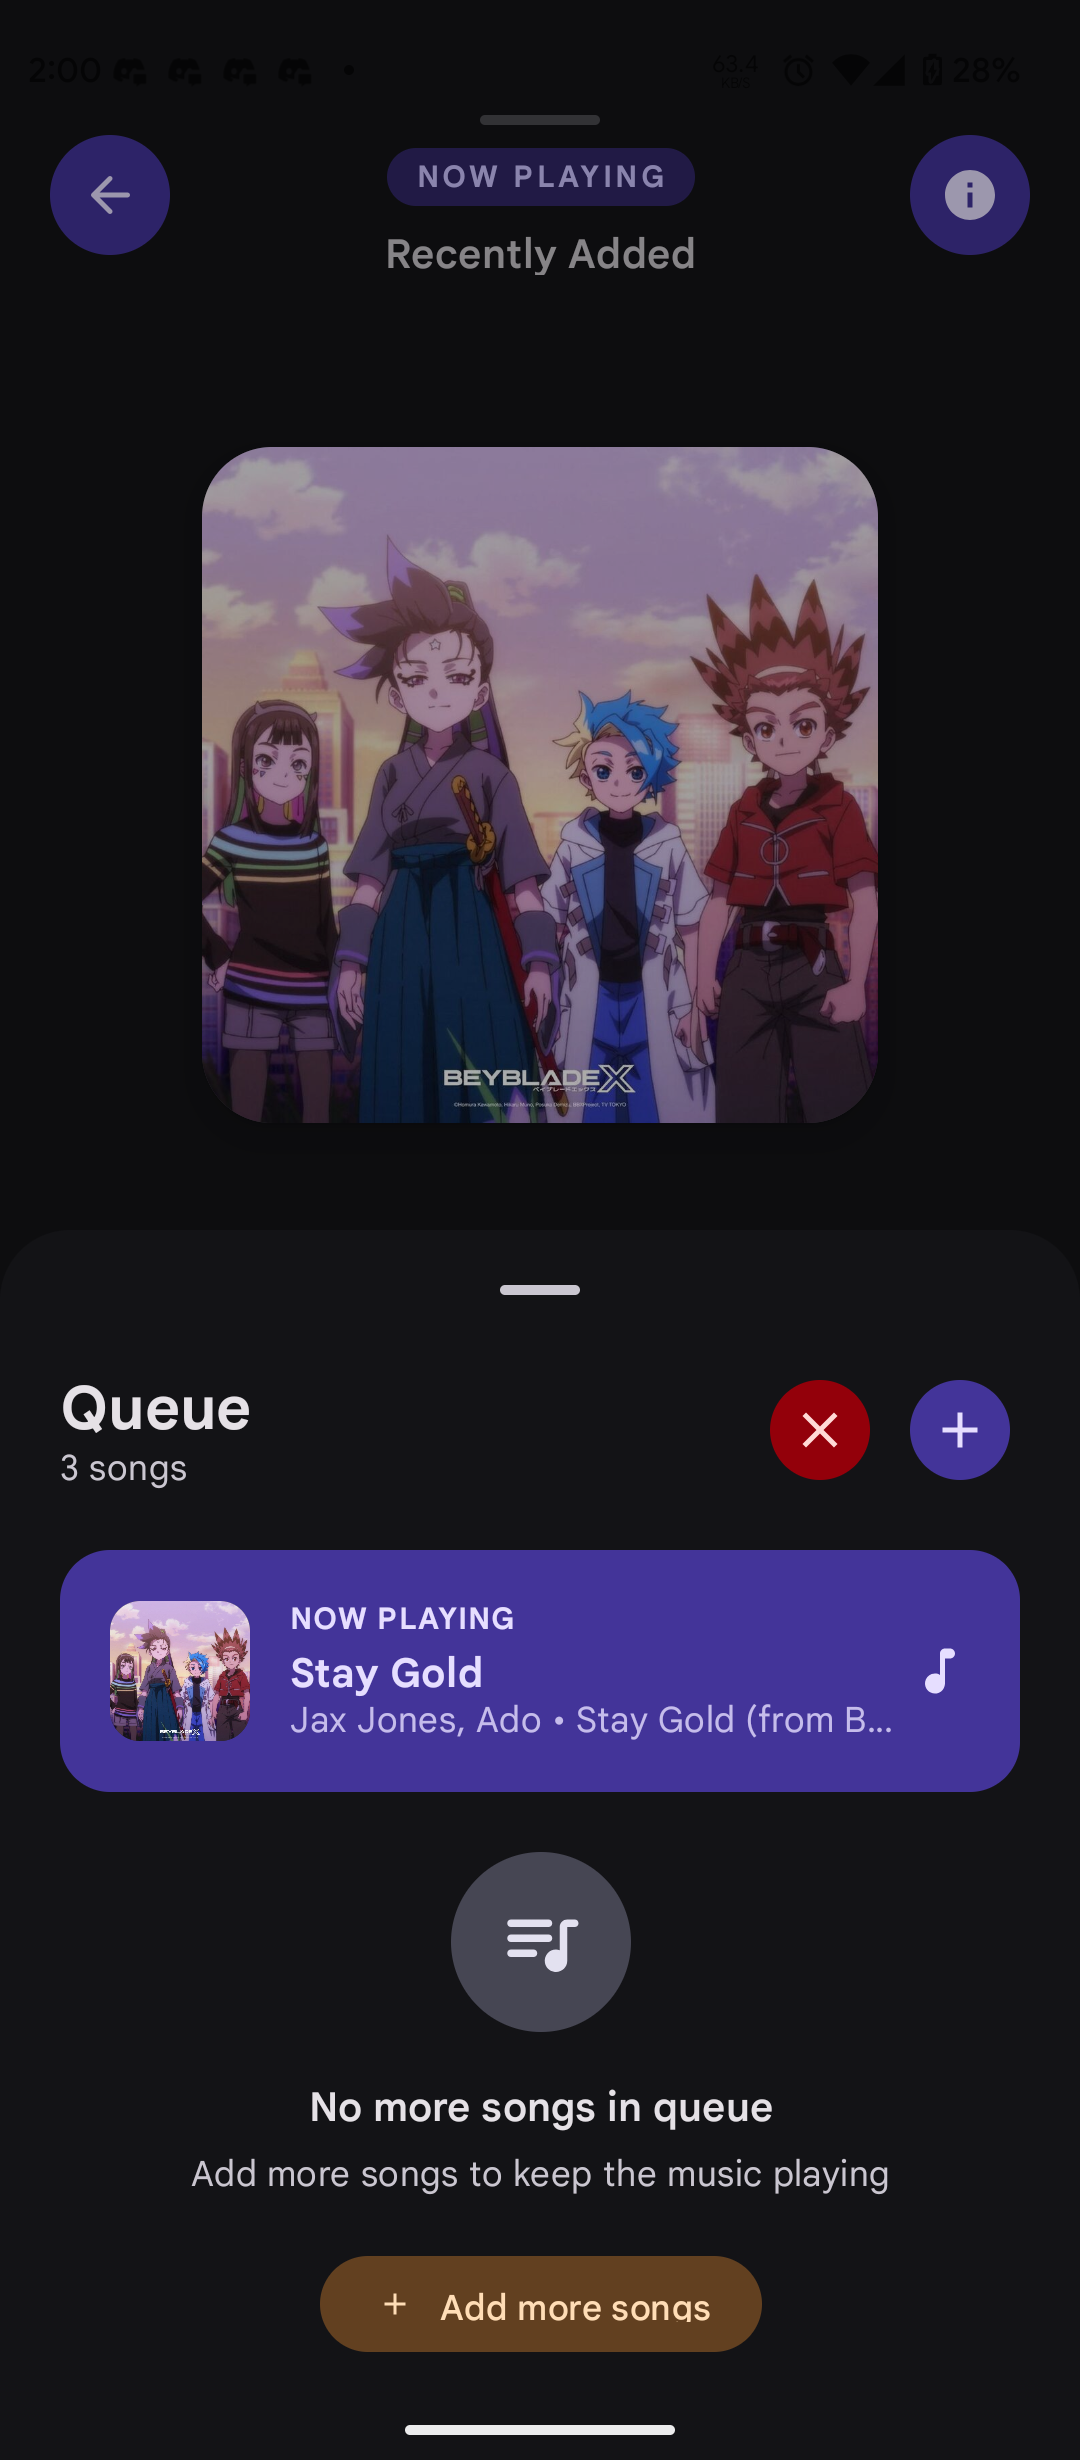 2:00
63.4
KB/S
28%
NOW PLAYING
Recently Added
BEYBLADE X
ベイブレードエックス
Queue
3 songs
NOW PLAYING
Stay Gold
Jax Jones, Ado • Stay Gold (from B...
No more songs in queue
Add more songs to keep the music playing
Add more songs